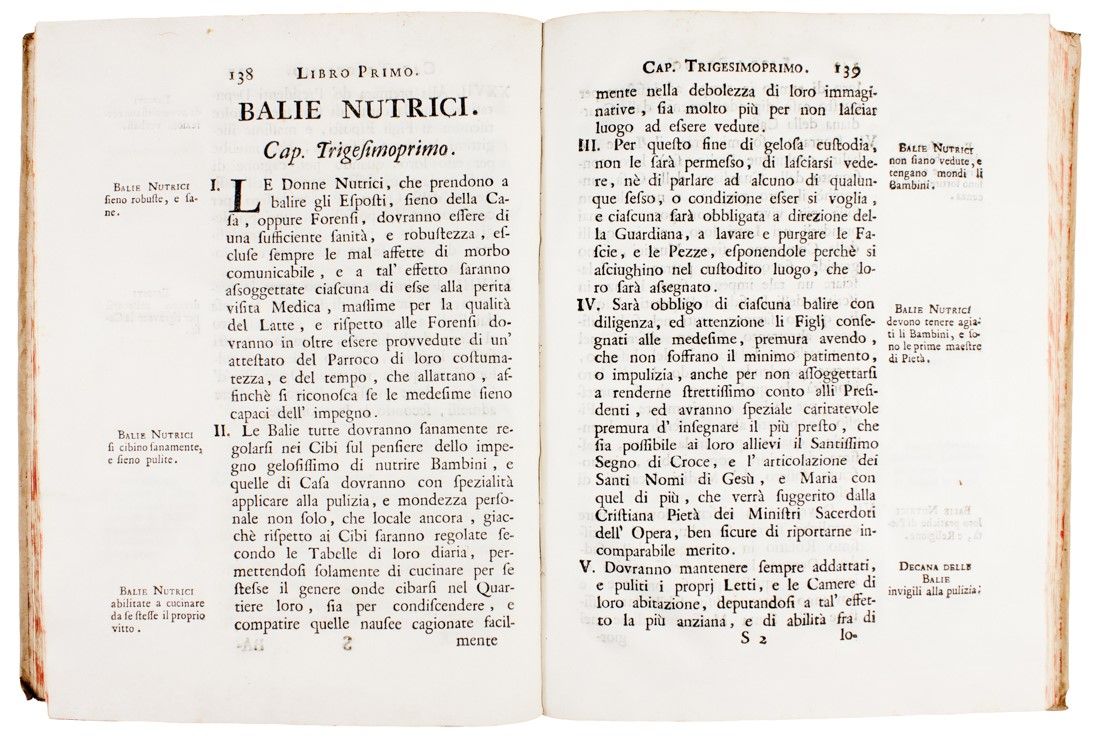 138 LIBRO PRIMO.
BALIE NUTRICI.
Cap. Trigeſimoprimo.
BALIE NUTRICI
ſieno robuſte, e ſa-
ne.
I. LE Donne Nutrici, che prendono a
balire gli Eſpoſti, ſieno della Ca-
ſa, oppure Forenſi, dovranno eſſere di
una ſufficiente ſanità, e robuſtezza, eſ-
cluſe ſempre le mal affette di morbo
comunicabile, e a tal' effetto ſaranno
aſſoggettate ciaſcuna di eſſe alla perita
viſita Medica, maſſime per la qualità
del Latte, e riſpetto alle Forenſi do-
vranno in oltre eſſere provvedute di un'
atteſtato del Parroco di loro coſtuma-
tezza, e del tempo, che allattano, af-
finchè ſi riconoſca ſe le medeſime ſieno
capaci dell' impegno.
BALIE NUTRICI
ſi cibino ſanamente,
e ſieno pulite.
II. Le Balie tutte dovranno ſanamente re-
golarſi nei Cibi ſul penſiere dello impe-
gno geloſiſſimo di nutrire Bambini, e
quelle di Caſa dovranno con ſpezialità
applicare alla pulizia, e mondezza perſo-
nale non ſolo, che locale ancora, giac-
chè riſpetto ai Cibi ſaranno regolate ſe-
condo le Tabelle di loro diaria, per-
mettendoſi ſolamente di cucinare per ſe
ſteſse il genere onde cibarſi nel Quar-
tiere loro, ſia per condiſcendere, e
compatire quelle nauſee cagionate facil-
mente
BALIE NUTRICI
abilitate a cucinare
da ſe ſteſſe il proprio
vitto.
CAP. TRIGESIMOPRIMO. 139
mente nella debolezza di loro immagi-
native, ſia molto più per non laſciar
luogo ad eſſere vedute.
III. Per queſto fine di geloſa cuſtodia,
non le ſarà permeſso, di laſciarsi vede-
re, nè di parlare ad alcuno di qualun-
que ſeſso, o condizione eſser ſi voglia,
e ciaſcuna ſarà obbligata a direzione del-
la Guardiana, a lavare e purgare le Fa-
ſcie, e le Pezze, eſponendole perchè ſi
aſciughino nel cuſtodito luogo, che lo-
ro ſarà aſsegnato.
BALIE NUTRICI
non ſiano vedute, e
tengano mondi li
Bambini.
IV. Sarà obbligo di ciaſcuna balire con
diligenza, ed attenzione li Figlj conſe-
gnati alle medeſime, premura avendo,
che non ſoffrano il minimo patimento,
o impulizia, anche per non aſſoggettarſi
a renderne ſtrettiſſimo conto alli Preſi-
denti, ed avranno ſpeziale caritatevole
premura d' inſegnare il più preſto, che
ſia poſſibile ai loro allievi il Santiſſimo
Segno di Croce, e l' articolazione dei
Santi Nomi di Gesù, e Maria con
quel di più, che verrà ſuggerito dalla
Criſtiana Pietà dei Miniſtri Sacerdoti
dell' Opera, ben ſicure di riportarne in-
comparabile merito.
BALIE NUTRICI
devono tenere agia-
ti li Bambini, e ſo-
no le prime maeſtre
di Pietà.
V. Dovranno mantenere ſempre addattati,
e puliti i proprj Letti, e le Camere di
loro abitazione, deputandoſi a tal' effet-
to la più anziana, e di abilità fra di
S 2 lo-
DECANA DELLE
BALIE
invigili alla pulizia.